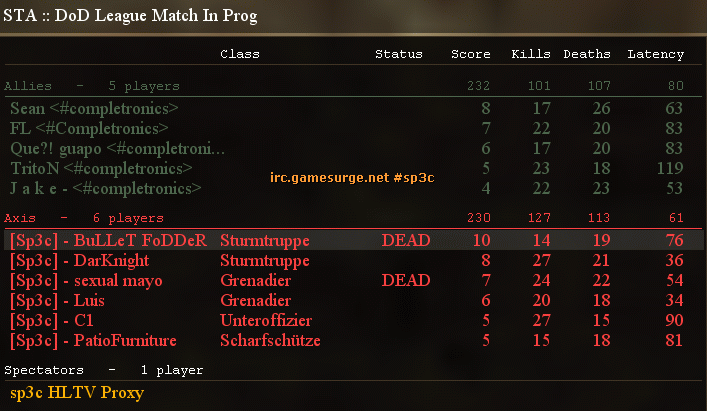 STA :: DoD League Match In Prog
Class Status Score Kills Deaths Latency
Allies - 5 players 232 101 107 80
Sean <#completronics> 8 17 26 63
FL <#Completronics> 7 22 20 83
Que?! guapo <#completroni... 6 17 20 83
TritoN <#completronics> 5 23 18 119
J a k e - <#completronics> 4 22 23 53
irc.gamesurge.net #sp3c
Axis - 6 players 230 127 113 61
[Sp3c] - BuLLeT FoDDeR Sturmtruppe DEAD 10 14 19 76
[Sp3c] - DarKnight Sturmtruppe 8 27 21 36
[Sp3c] - sexual mayo Grenadier DEAD 7 24 22 54
[Sp3c] - Luis Grenadier 6 20 18 34
[Sp3c] - C1 Unteroffizier 5 27 15 90
[Sp3c] - PatioFurniture Scharfschütze 5 15 18 81
Spectators - 1 player
sp3c HLTV Proxy